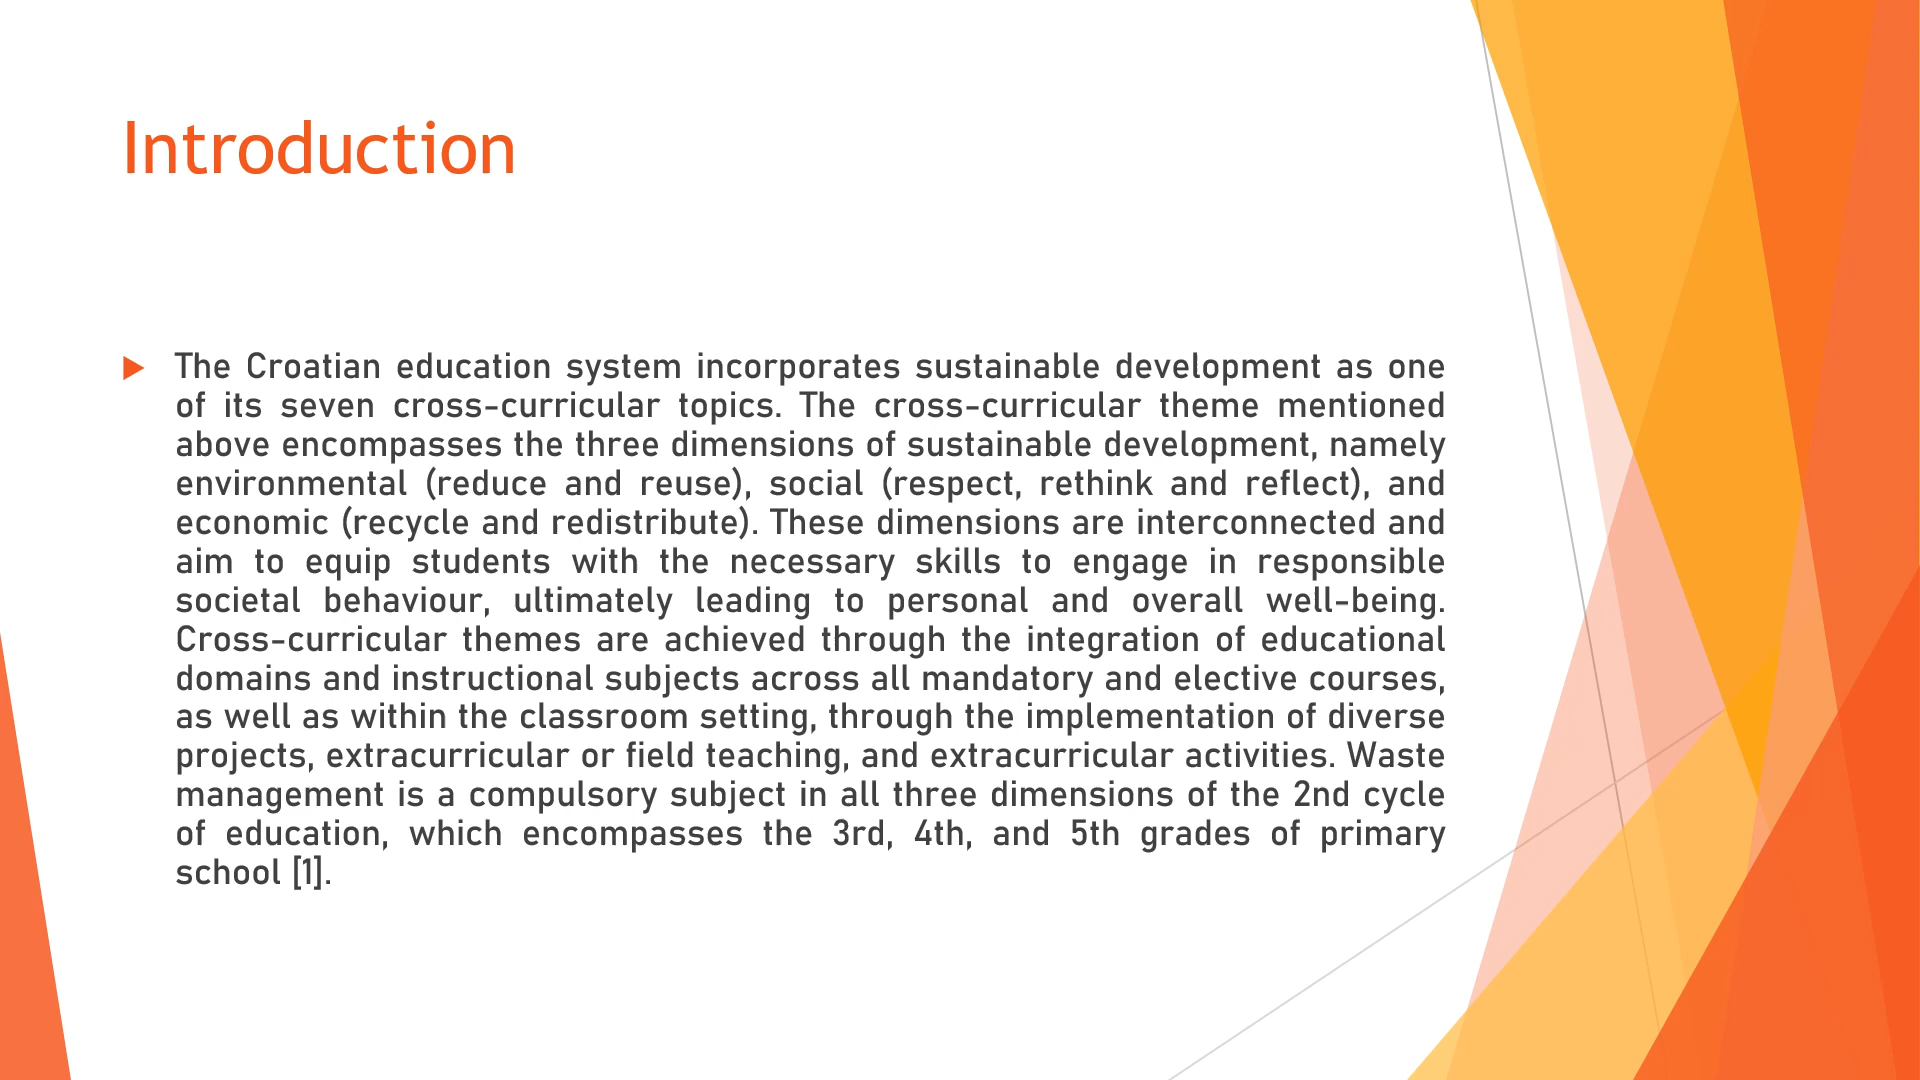 Introduction
The Croatian education system incorporates sustainable development as one
of its seven cross-curricular topics. The cross-curricular theme mentioned
above encompasses the three dimensions of sustainable development, namely
environmental (reduce and reuse), social (respect, rethink and reflect), and
economic (recycle and redistribute). These dimensions are interconnected and
aim to equip students with the necessary skills to engage in responsible
societal behaviour, ultimately leading to personal and overall well-being.
Cross-curricular themes are achieved through the integration of educational
domains and instructional subjects across all mandatory and elective courses,
as well as within the classroom setting, through the implementation of diverse
projects, extracurricular or field teaching, and extracurricular activities. Waste
management is a compulsory subject in all three dimensions of the 2nd cycle
of education, which encompasses the 3rd, 4th, and 5th grades of primary
school [1].